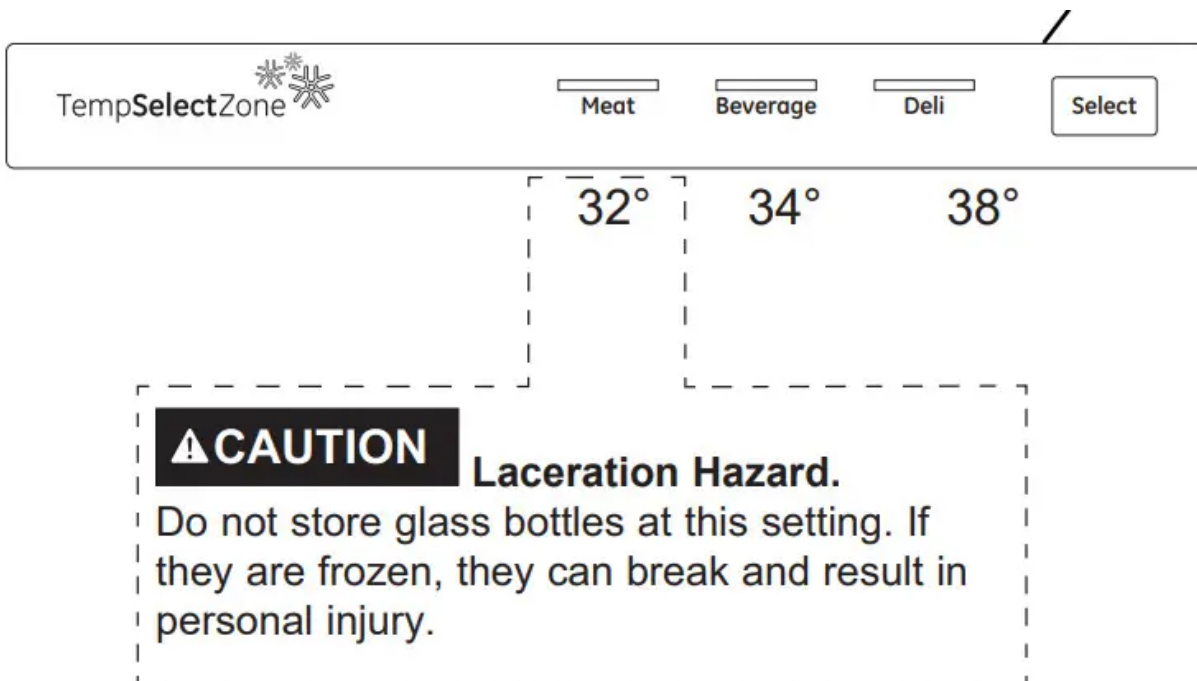 TempSelectZone
Meat Beverage Deli Select
32° 34° 38°
CAUTION Laceration Hazard.
Do not store glass bottles at this setting. If
they are frozen, they can break and result in
personal injury.